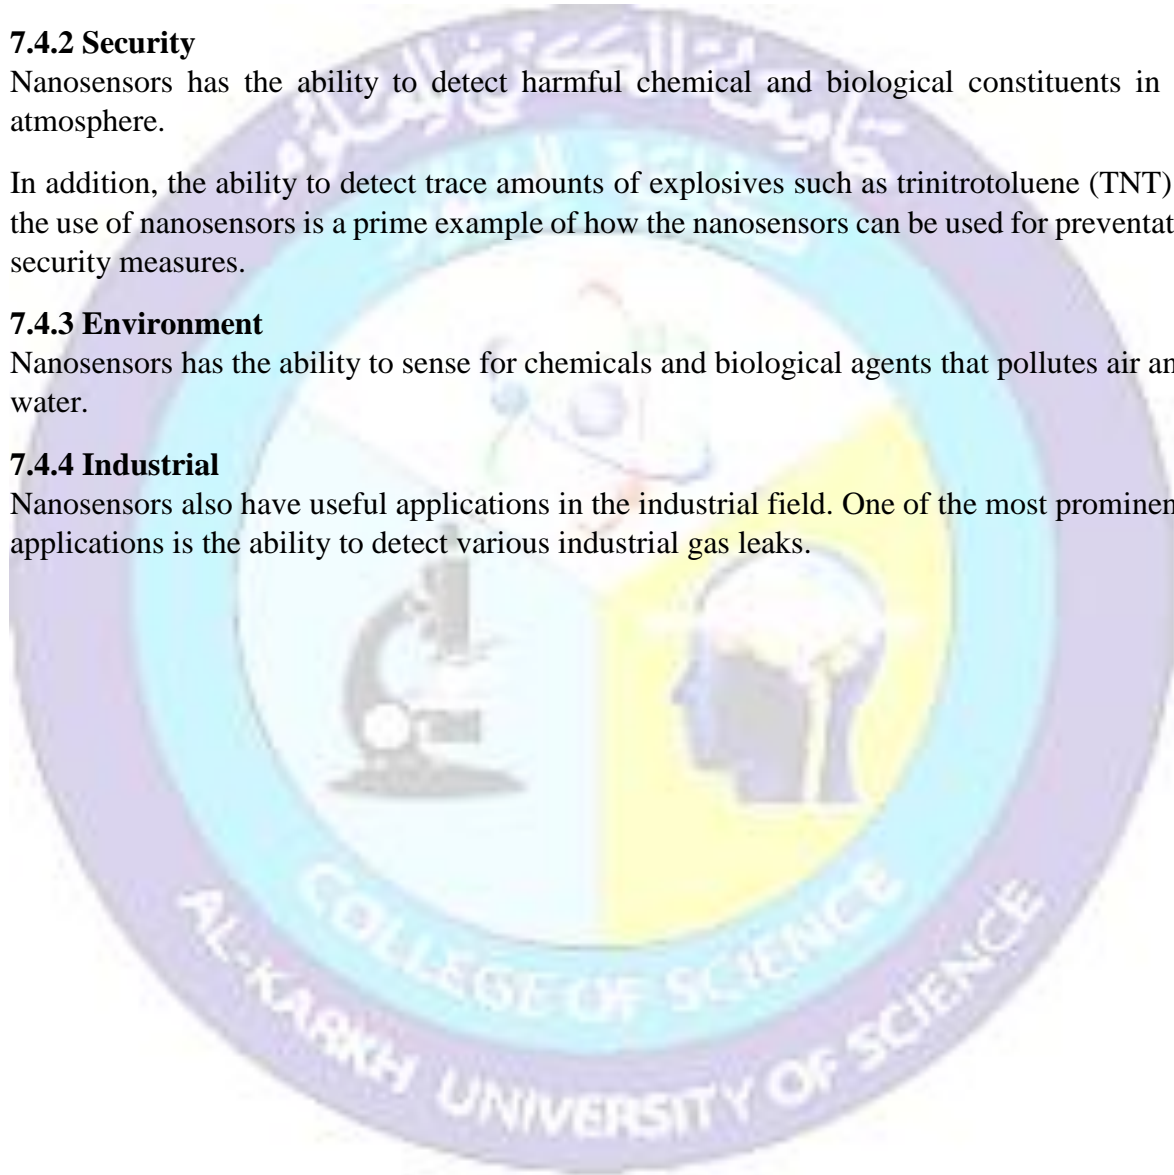 7.4.2 Security
Nanosensors has the ability to detect harmful chemical and biological constituents in
atmosphere.
In addition, the ability to detect trace amounts of explosives such as trinitrotoluene (TNT)
the use of nanosensors is a prime example of how the nanosensors can be used for preventat
security measures.
7.4.3 Environment
Nanosensors has the ability to sense for chemicals and biological agents that pollutes air an
water.
7.4.4 Industrial
Nanosensors also have useful applications in the industrial field. One of the most prominen
applications is the ability to detect various industrial gas leaks.
جامعة الكرخ للعلوم
كلية العلوم
COLLEGE OF SCIENCE
AL-KARKH UNIVERSITY OF SCIENCE